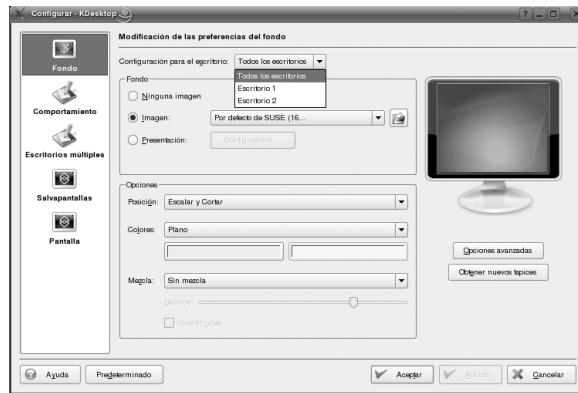 Configurar - KDesktop
Fondo
Comportamiento
Escritorios múltiples
Salvapantallas
Pantalla
Modificación de las preferencias del fondo
Configuración para el egritorio: Todos los escritorios
Todos los escritorios
Escritorio 1
Escritorio 2
Fondo
Ninguna imagen
Imagen: Por defecto de SUSE (16...
Presentación: Configuración...
Opciones
Posición: Escalar y Cortar
Colores: Plano
Mezcla: Sin mezcla
Balance:
Invertir roles
Opciones avanzadas
Obtener nuevos tapices
Ayuda
Predeterminado
Aceptar
Aplicar
Cancelar